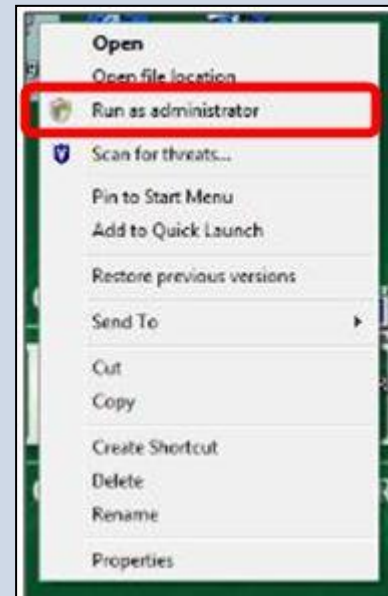 Open
Open file location
Run as administrator
Scan for threats...
Pin to Start Menu
Add to Quick Launch
Restore previous versions
Send To
Cut
Copy
Create Shortcut
Delete
Rename
Properties